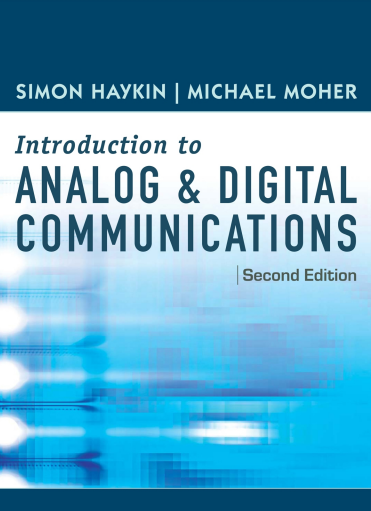 SIMON HAYKIN | MICHAEL MOHER
Introduction to
ANALOG & DIGITAL
COMMUNICATIONS
Second Edition